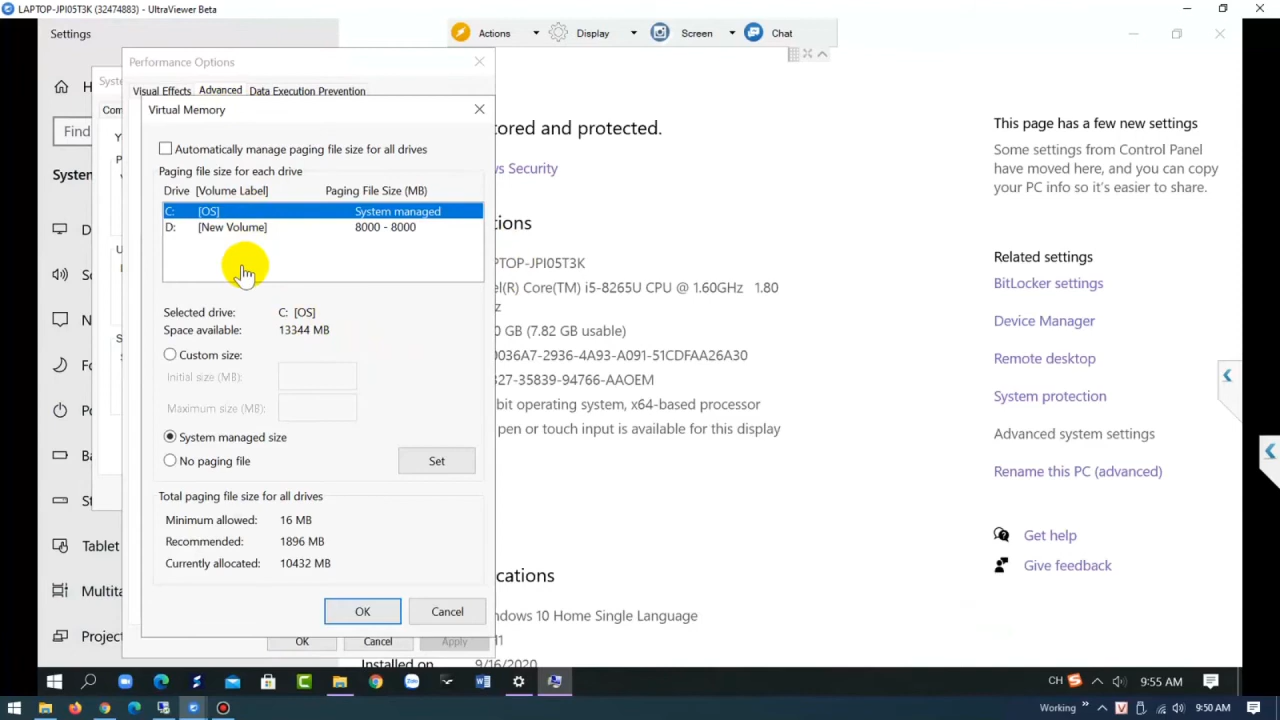 LAPTOP-JPI05T3K (32474883) - UltraViewer Beta
Settings
Actions
Display
Screen
Chat
Performance Options
Visual Effects
Advanced
Data Execution Prevention
Find
Virtual Memory
Automatically manage paging file size for all drives
Paging file size for each drive
Drive [Volume Label]
Paging File Size (MB)
C: [OS] System managed
D: [New Volume] 8000 - 8000
Selected drive: C: [OS]
Space available: 13344 MB
Custom size:
Initial size (MB):
Maximum size (MB):
System managed size
No paging file
Set
Total paging file size for all drives
Minimum allowed: 16 MB
Recommended: 1896 MB
Currently allocated: 10432 MB
OK
Cancel
OK
Cancel
Apply
Tablet
ored and protected.
s Security
ions
TOP-JPI05T3K
el(R) Core(TM) i5-8265U CPU @ 1.60GHz 1.80
z
0 GB (7.82 GB usable)
0036A7-2936-4A93-A091-51CDFAA26A30
327-35839-94766-AAOEM
bit operating system, x64-based processor
pen or touch input is available for this display
cations
ndows 10 Home Single Language
Installed on 9/16/2020
This page has a few new settings
Some settings from Control Panel
have moved here, and you can copy
your PC info so it's easier to share.
Related settings
BitLocker settings
Device Manager
Remote desktop
System protection
Advanced system settings
Rename this PC (advanced)
Get help
Give feedback
CH
9:55 AM
Working
9:50 AM